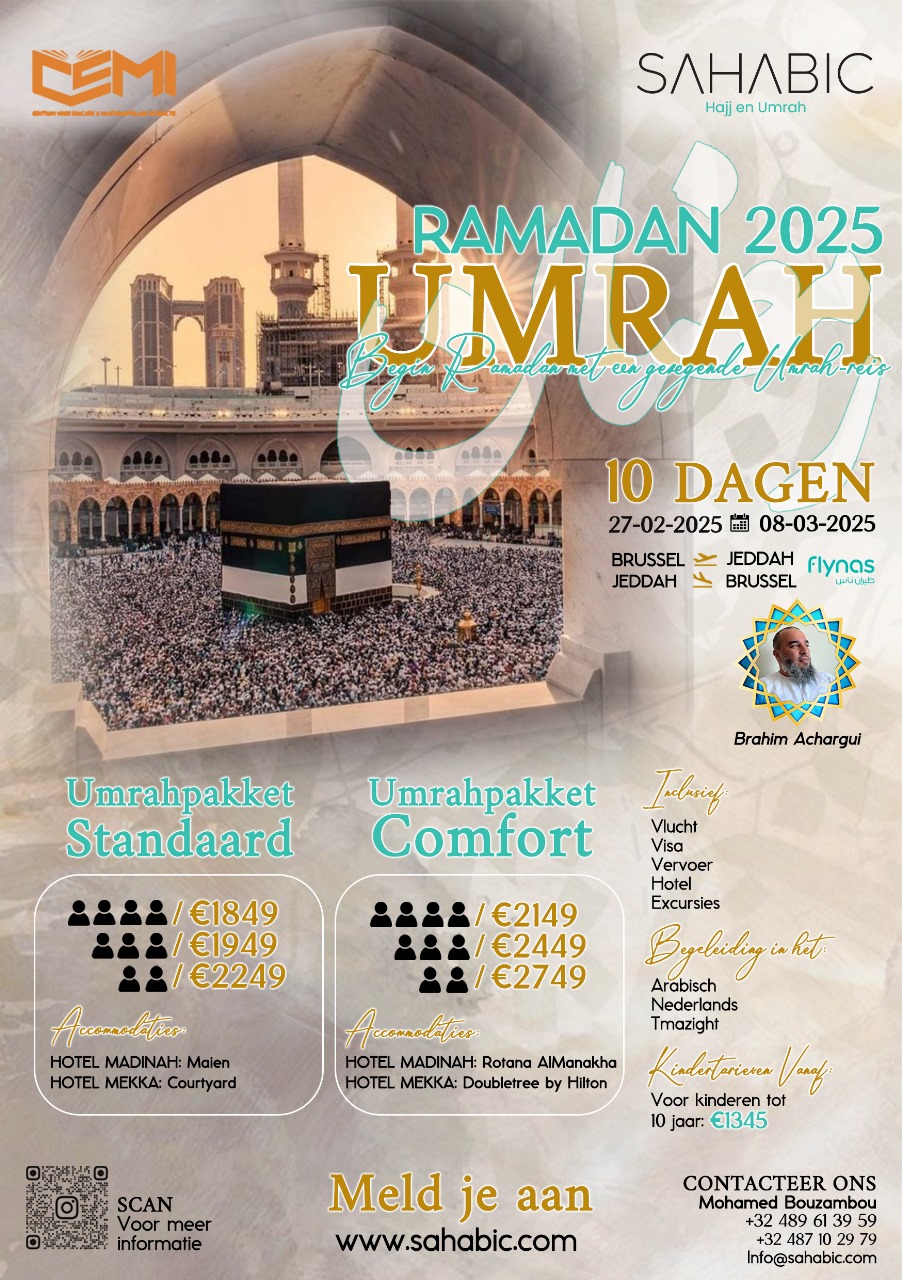 CEMI
SAHABIC
Hajj en Umrah
رمضان
RAMADAN 2025
UMRAH
Begin Ramadan met een gezegende Umrah-reis
10 DAGEN
27-02-2025 08-03-2025
BRUSSEL JEDDAH
JEDDAH BRUSSEL
flynas
طيران ناس
Brahim Achargui
Umrahpakket
Standaard
/ €1849
/ €1949
/ €2249
Accommodaties:
HOTEL MADINAH: Maien
HOTEL MEKKA: Courtyard
Umrahpakket
Comfort
/ €2149
/ €2449
/ €2749
Accommodaties:
HOTEL MADINAH: Rotana AlManakha
HOTEL MEKKA: Doubletree by Hilton
Inclusief:
Vlucht
Visa
Vervoer
Hotel
Excursies
Begeleiding in het:
Arabisch
Nederlands
Tmazight
Kindertarieven Vanaf:
Voor kinderen tot
10 jaar: €1345
SCAN
Voor meer
informatie
Meld je aan
www.sahabic.com
CONTACTEER ONS
Mohamed Bouzambou
+32 489 61 39 59
+32 487 10 29 79
Info@sahabic.com